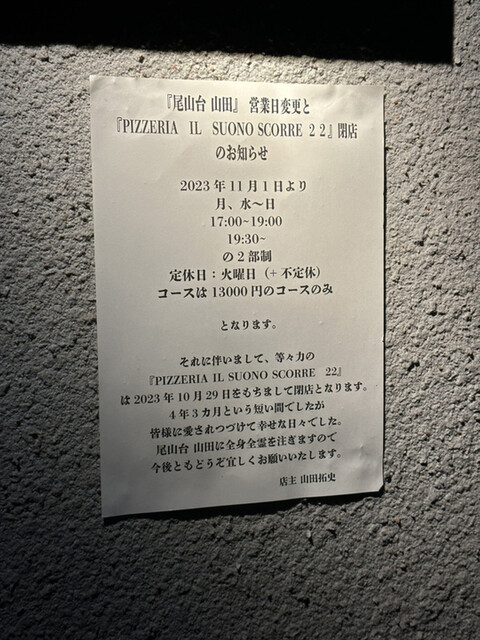 『尾山台 山田』 営業日変更と
『PIZZERIA IL SUONO SCORRE 22』閉店
のお知らせ
2023年11月1日より
月、水〜日
17:00~19:00
19:30~
の2部制
定休日：火曜日（+不定休）
コースは13000円のコースのみ
となります。
それに伴いまして、等々力の
『PIZZERIA IL SUONO SCORRE 22』
は2023年10月29日をもちまして閉店となります。
4年3カ月という短い間でしたが
皆様に愛されつづけて幸せな日々でした。
尾山台 山田に全身全霊を注ぎますので
今後ともどうぞ宜しくお願いいたします。
店主 山田拓史